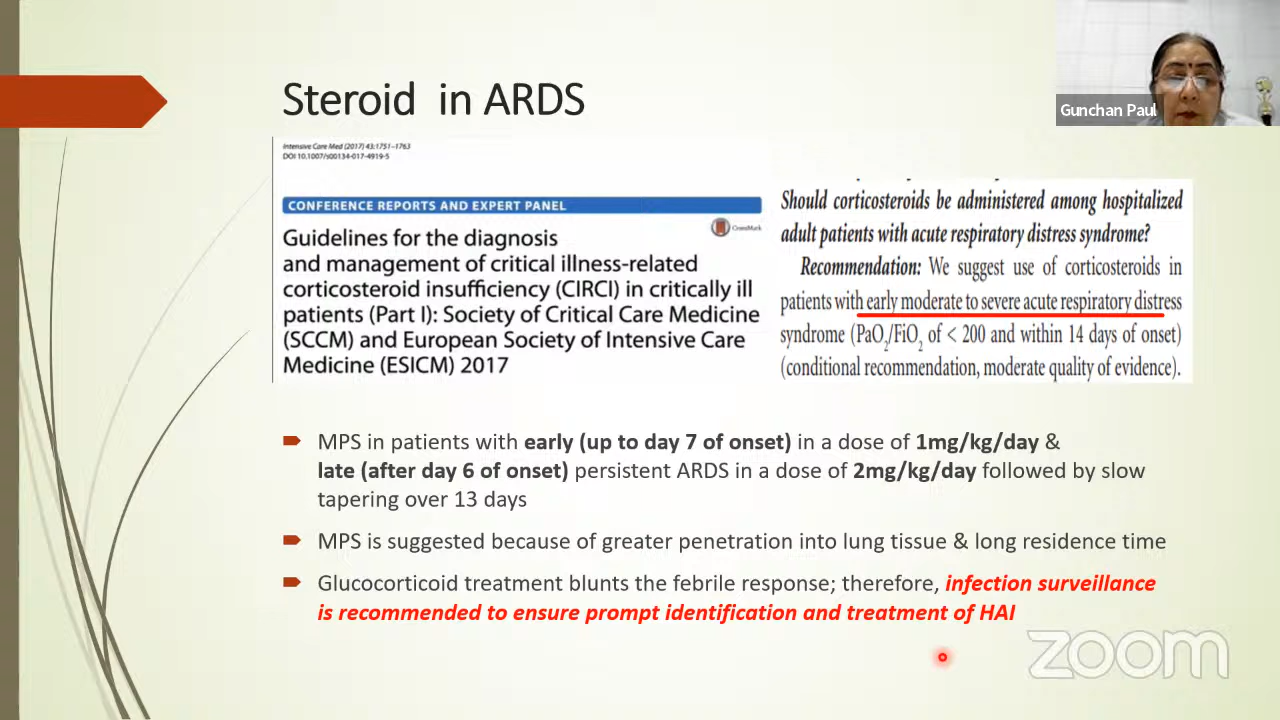 Steroid in ARDS
Gunchan Paul
Intensive Care Med (2017) 43:1751–1763
DOI 10.1007/s00134-017-4919-5
CONFERENCE REPORTS AND EXPERT PANEL
CrossMark
Guidelines for the diagnosis
and management of critical illness-related
corticosteroid insufficiency (CIRCI) in critically ill
patients (Part I): Society of Critical Care Medicine
(SCCM) and European Society of Intensive Care
Medicine (ESICM) 2017
Should corticosteroids be administered among hospitalized
adult patients with acute respiratory distress syndrome?
Recommendation: We suggest use of corticosteroids in
patients with early moderate to severe acute respiratory distress
syndrome (PaO2/FiO2 of < 200 and within 14 days of onset)
(conditional recommendation, moderate quality of evidence).
MPS in patients with early (up to day 7 of onset) in a dose of 1mg/kg/day &
late (after day 6 of onset) persistent ARDS in a dose of 2mg/kg/day followed by slow
tapering over 13 days
MPS is suggested because of greater penetration into lung tissue & long residence time
Glucocorticoid treatment blunts the febrile response; therefore, infection surveillance
is recommended to ensure prompt identification and treatment of HAI
zoom